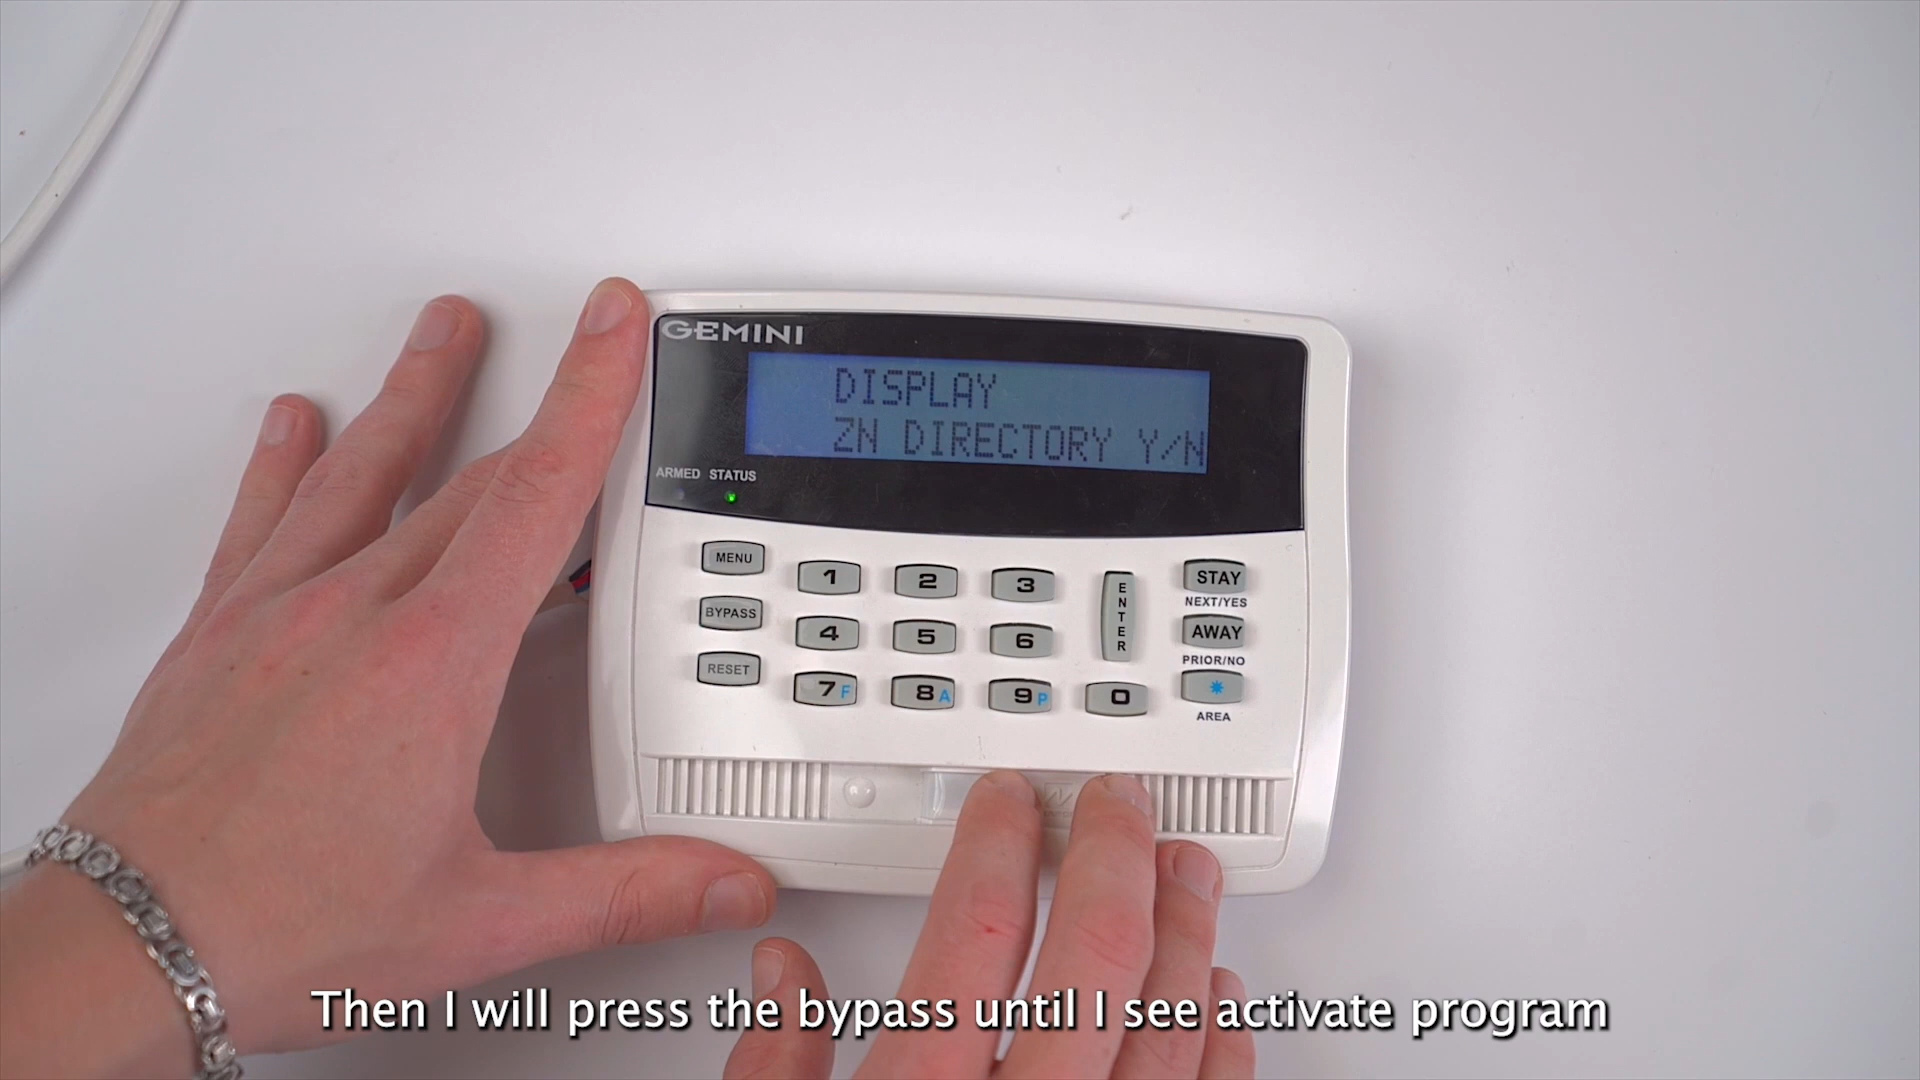 GEMINI
DISPLAY
ZN DIRECTORY Y/N
ARMED STATUS
MENU
BYPASS
RESET
1 2 3
4 5 6
7F 8A 9P 0
ENTER
STAY
NEXT/YES
AWAY
PRIOR/NO
AREA
Then I will press the bypass until I see activate program